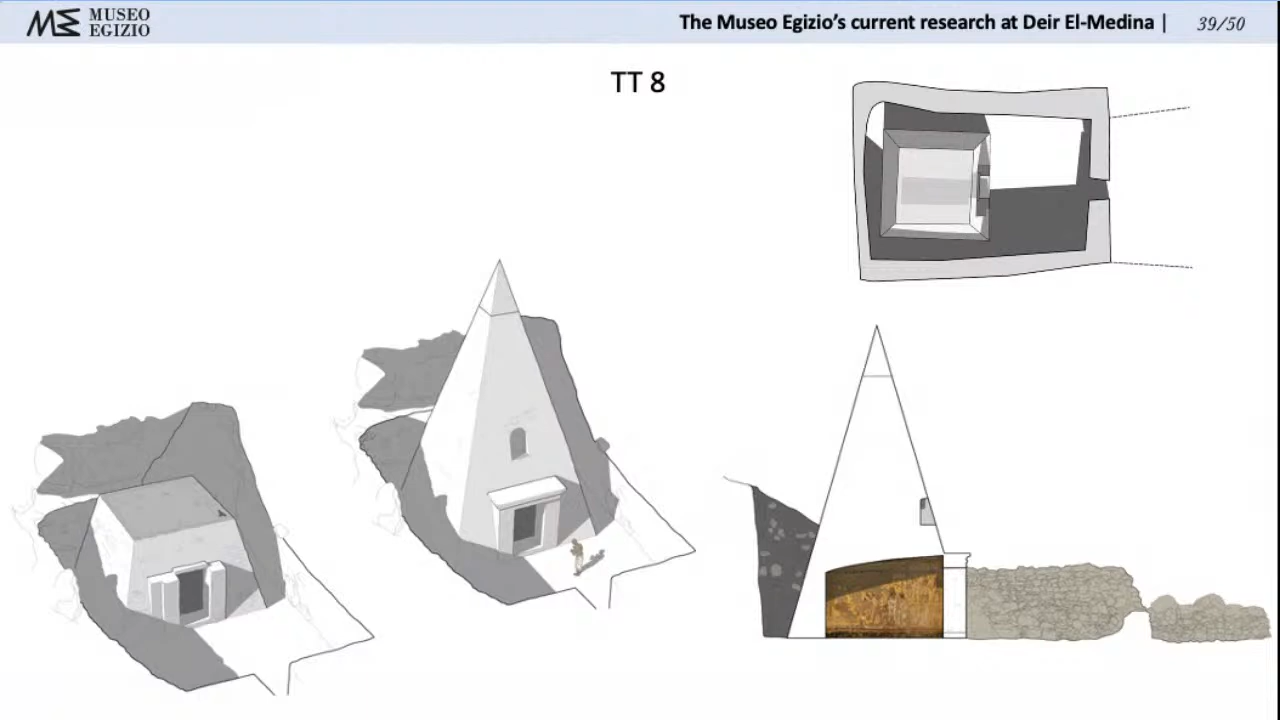 MUSEO
EGIZIO
The Museo Egizio's current research at Deir El-Medina | 39/50
TT 8